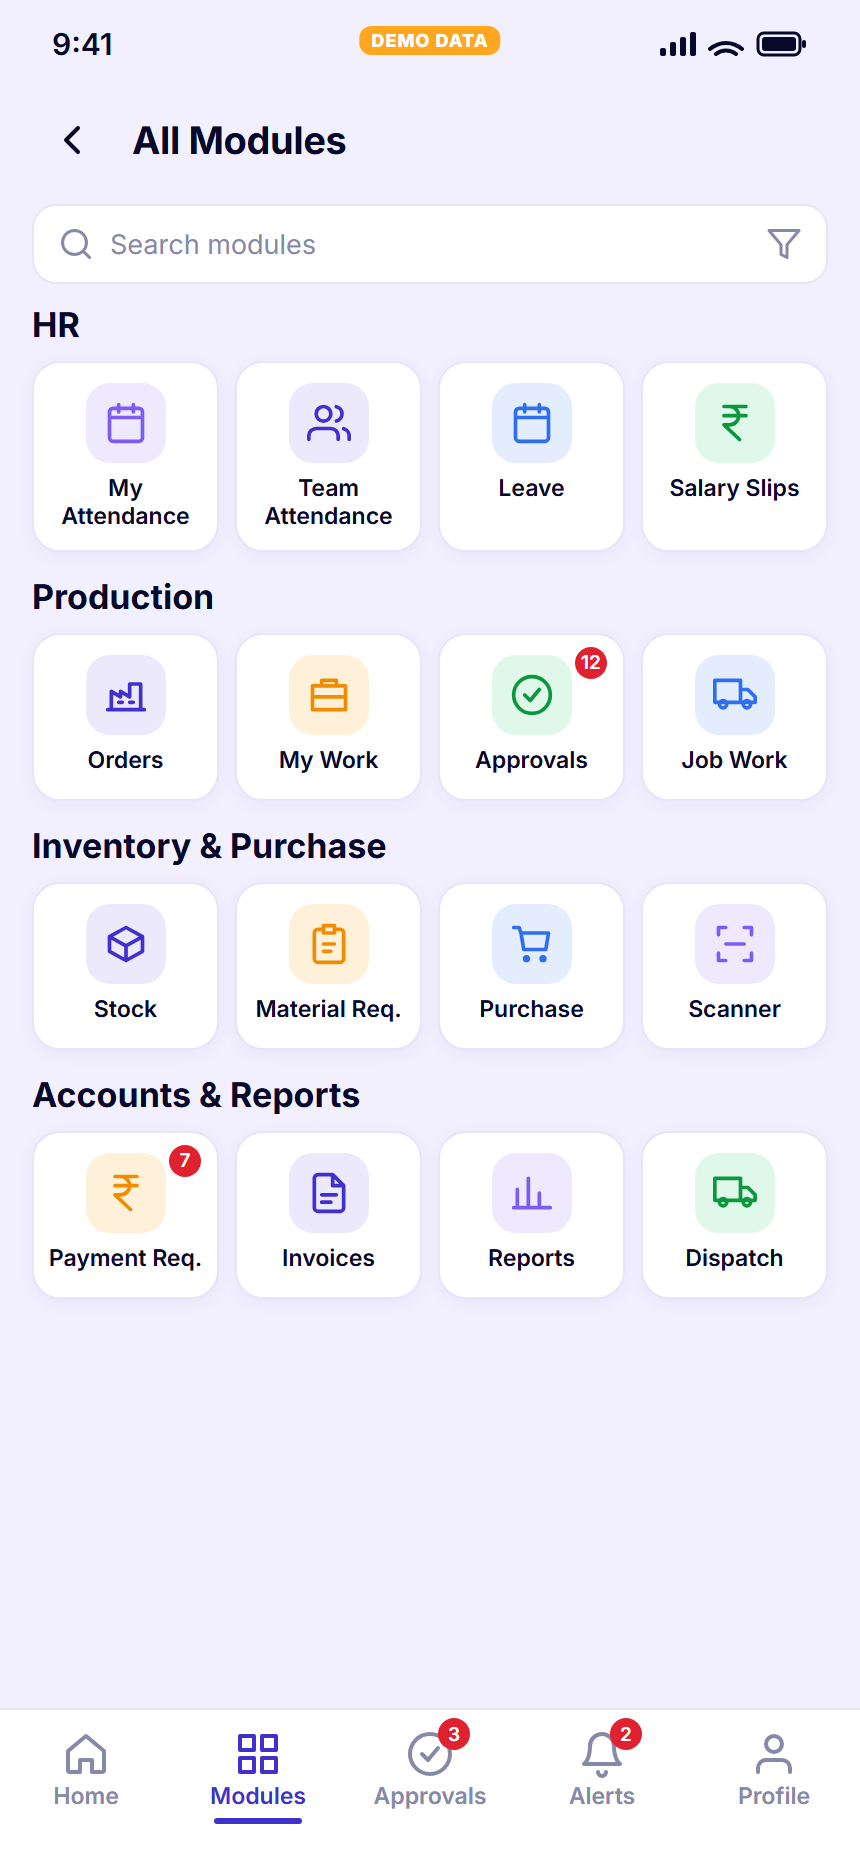 9:41
DEMO DATA
All Modules
Search modules
HR
My
Attendance
Team
Attendance
Leave
Salary Slips
Production
Orders
My Work
12
Approvals
Job Work
Inventory & Purchase
Stock
Material Req.
Purchase
Scanner
Accounts & Reports
7
Payment Req.
Invoices
Reports
Dispatch
Home
Modules
3
Approvals
2
Alerts
Profile